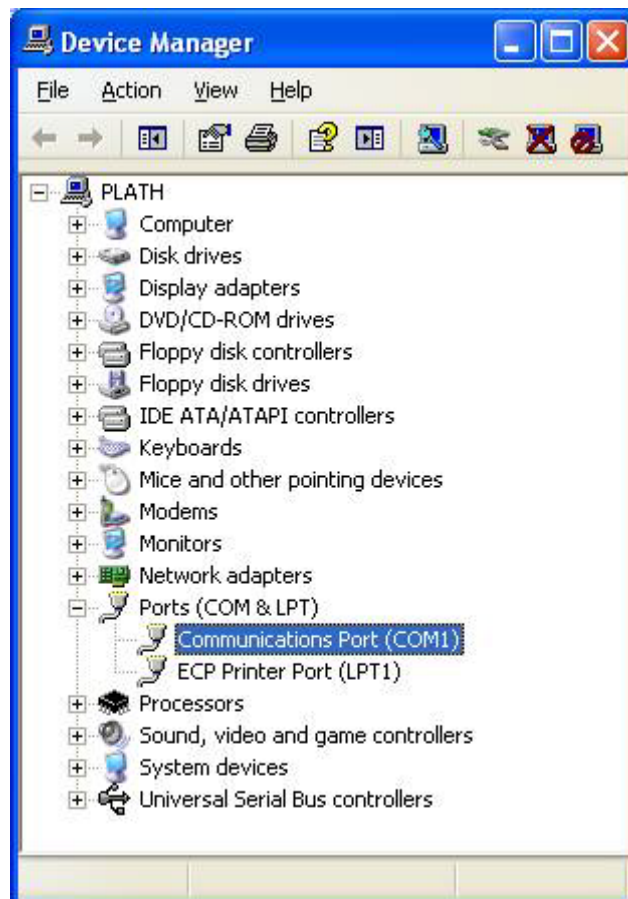 Device Manager
File Action View Help
PLATH
Computer
Disk drives
Display adapters
DVD/CD-ROM drives
Floppy disk controllers
Floppy disk drives
IDE ATA/ATAPI controllers
Keyboards
Mice and other pointing devices
Modems
Monitors
Network adapters
Ports (COM & LPT)
Communications Port (COM1)
ECP Printer Port (LPT1)
Processors
Sound, video and game controllers
System devices
Universal Serial Bus controllers